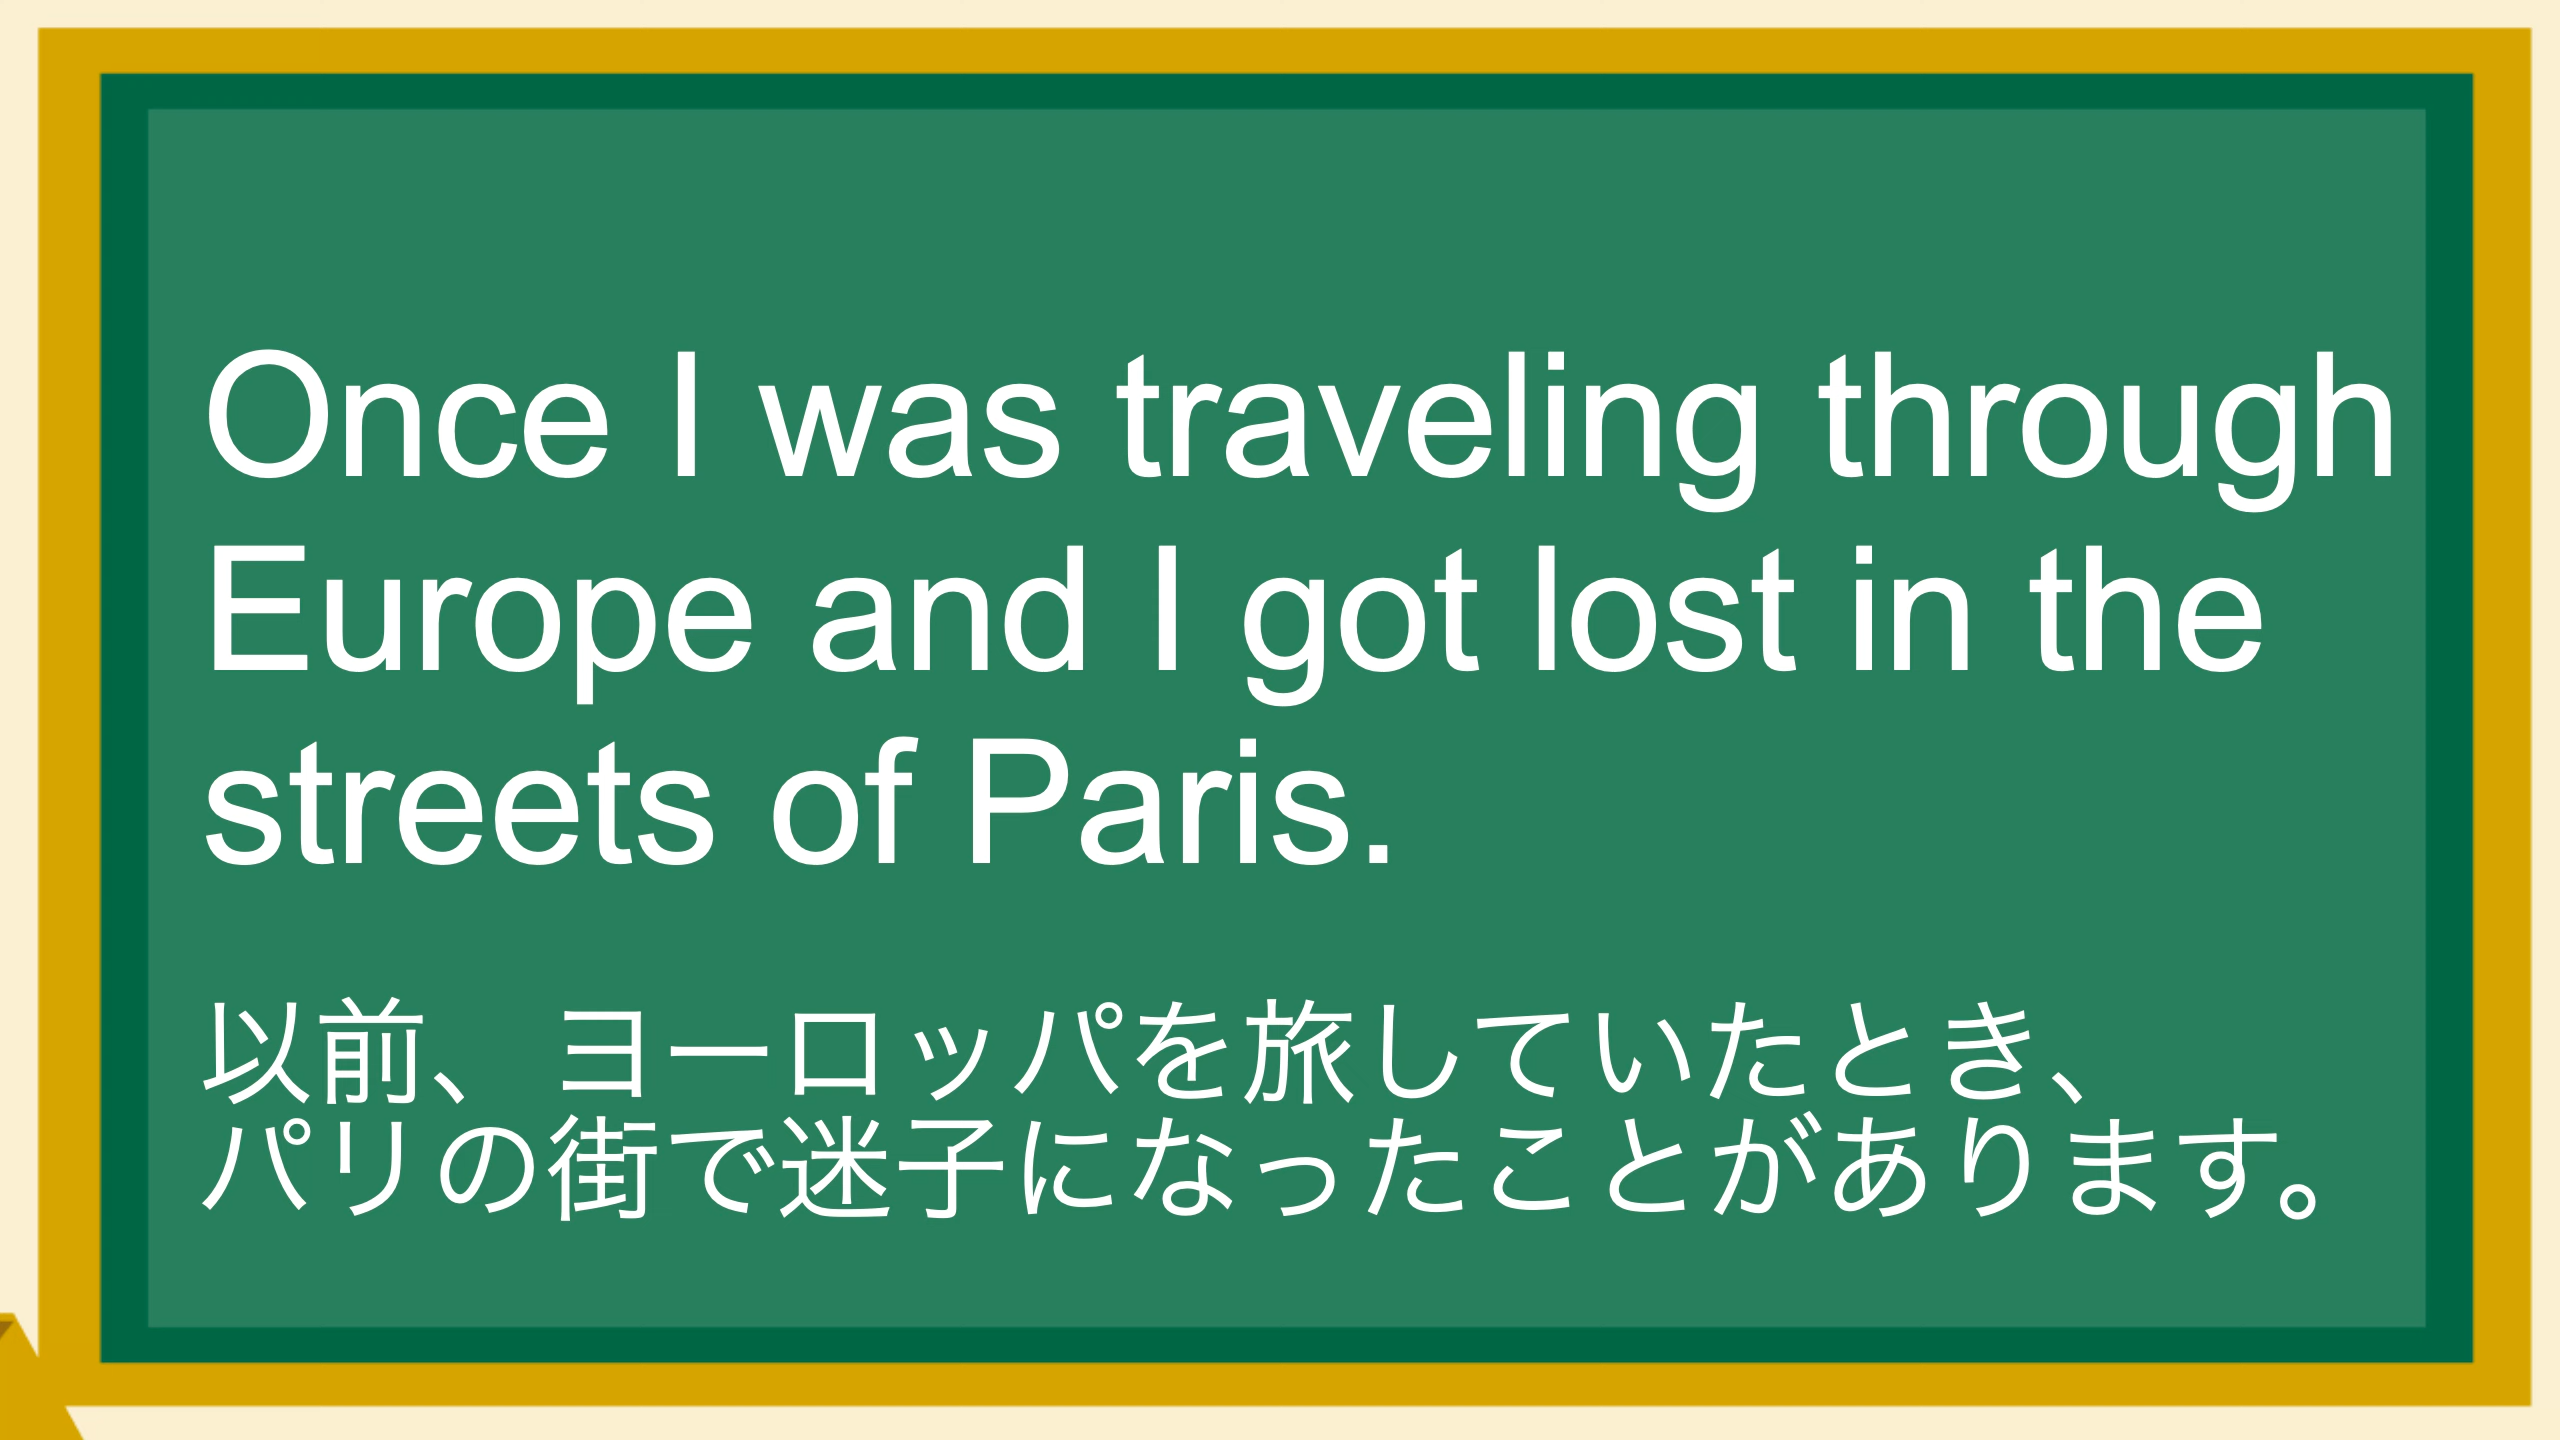 Once I was traveling through
Europe and I got lost in the
streets of Paris.
以前、ヨーロッパを旅していたとき、
パリの街で迷子になったことがあります。